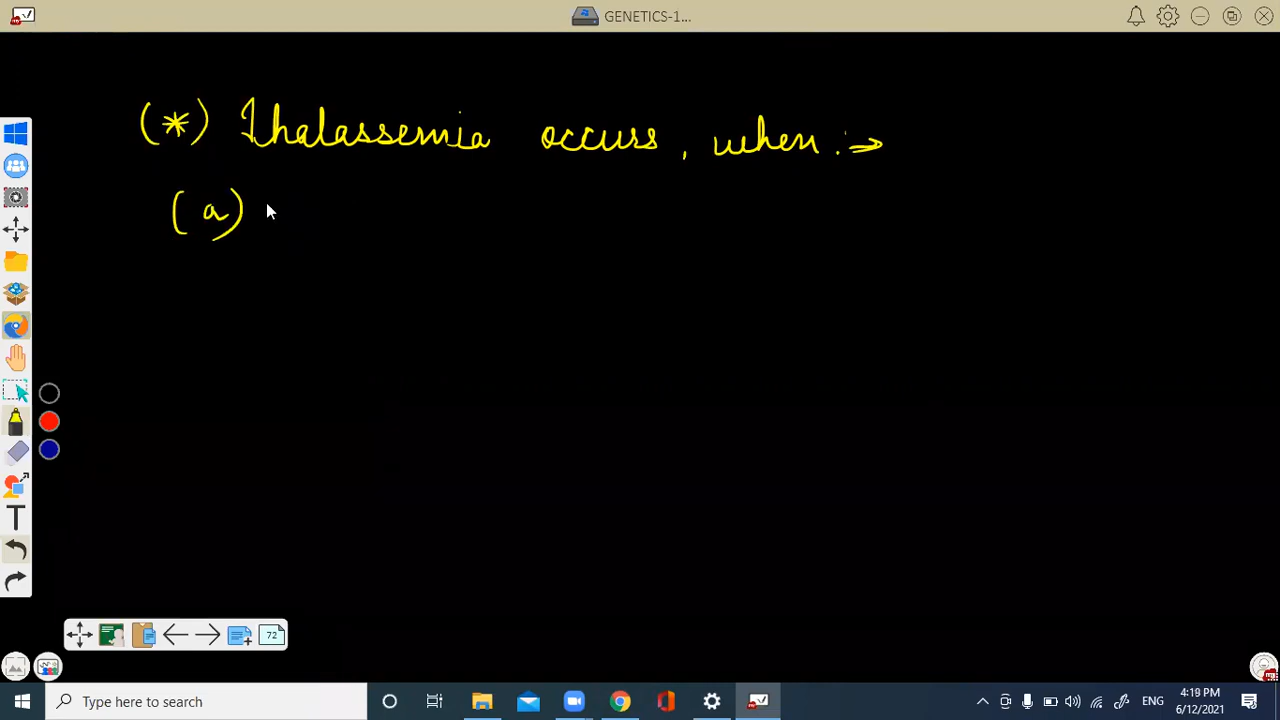 GENETICS-1...
(*) Thalassemia occurs, when :→
(a)
T
72
Type here to search
ENG
4:19 PM
6/12/2021